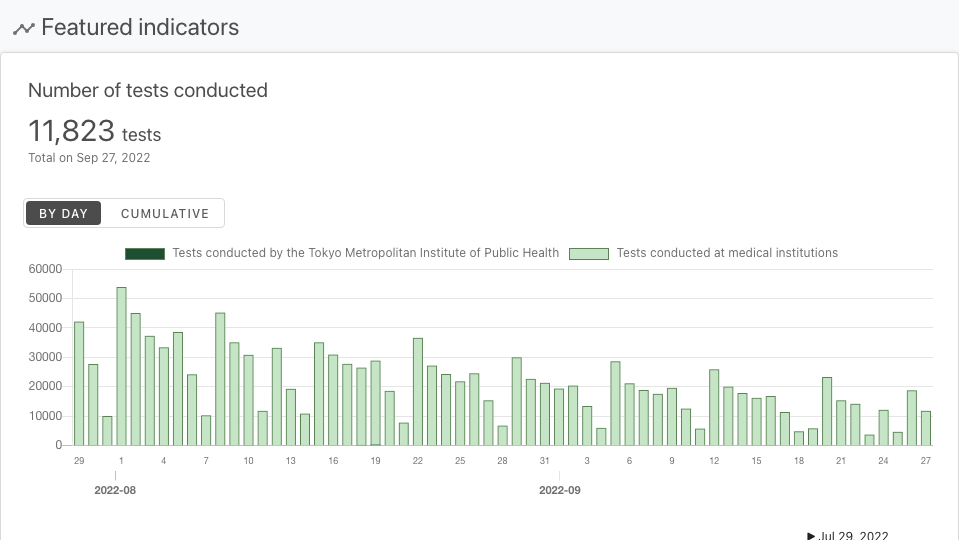 Featured indicators
Number of tests conducted
11,823 tests
Total on Sep 27, 2022
BY DAY CUMULATIVE
Tests conducted by the Tokyo Metropolitan Institute of Public Health Tests conducted at medical institutions
60000
50000
40000
30000
20000
10000
0
29 1 4 7 10 13 16 19 22 25 28 31 3 6 9 12 15 18 21 24 27
2022-08 2022-09
Jul 29, 2022